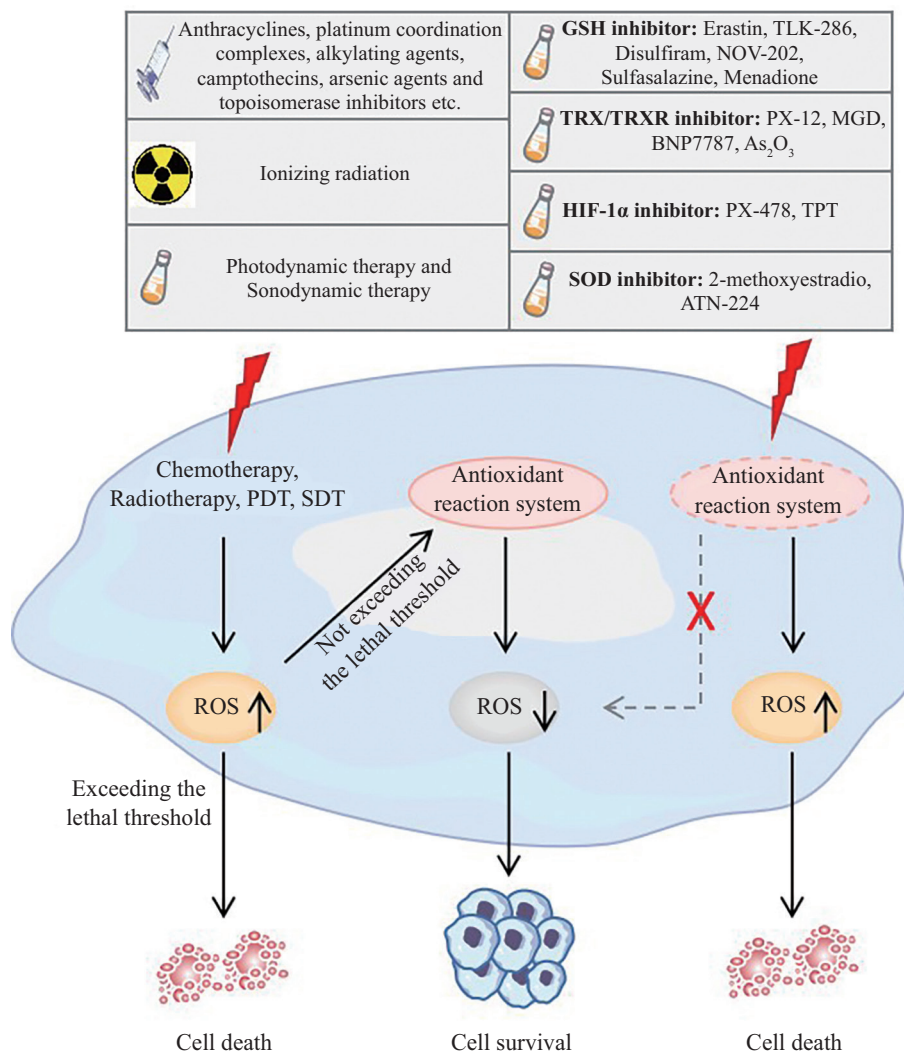 Anthracyclines, platinum coordination
complexes, alkylating agents,
camptothecins, arsenic agents and
topoisomerase inhibitors etc.
Ionizing radiation
Photodynamic therapy and
Sonodynamic therapy
GSH inhibitor: Erastin, TLK-286,
Disulfiram, NOV-202,
Sulfasalazine, Menadione
TRX/TRXR inhibitor: PX-12, MGD,
BNP7787, As₂O₃
HIF-1α inhibitor: PX-478, TPT
SOD inhibitor: 2-methoxyestradio,
ATN-224
Chemotherapy,
Radiotherapy, PDT, SDT
Antioxidant
reaction system
Antioxidant
reaction system
Not exceeding
the lethal threshold
X
ROS
ROS
ROS
Exceeding the
lethal threshold
Cell death
Cell survival
Cell death